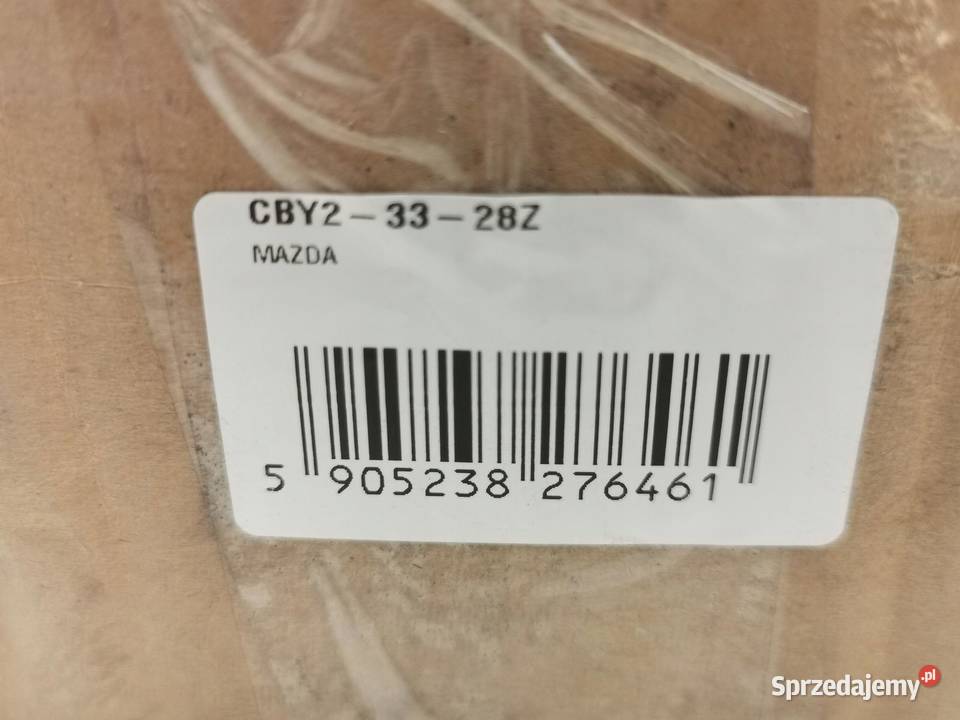 CBY2-33-28Z
MAZDA
5 905238 276461
Sprzedajemy.pl